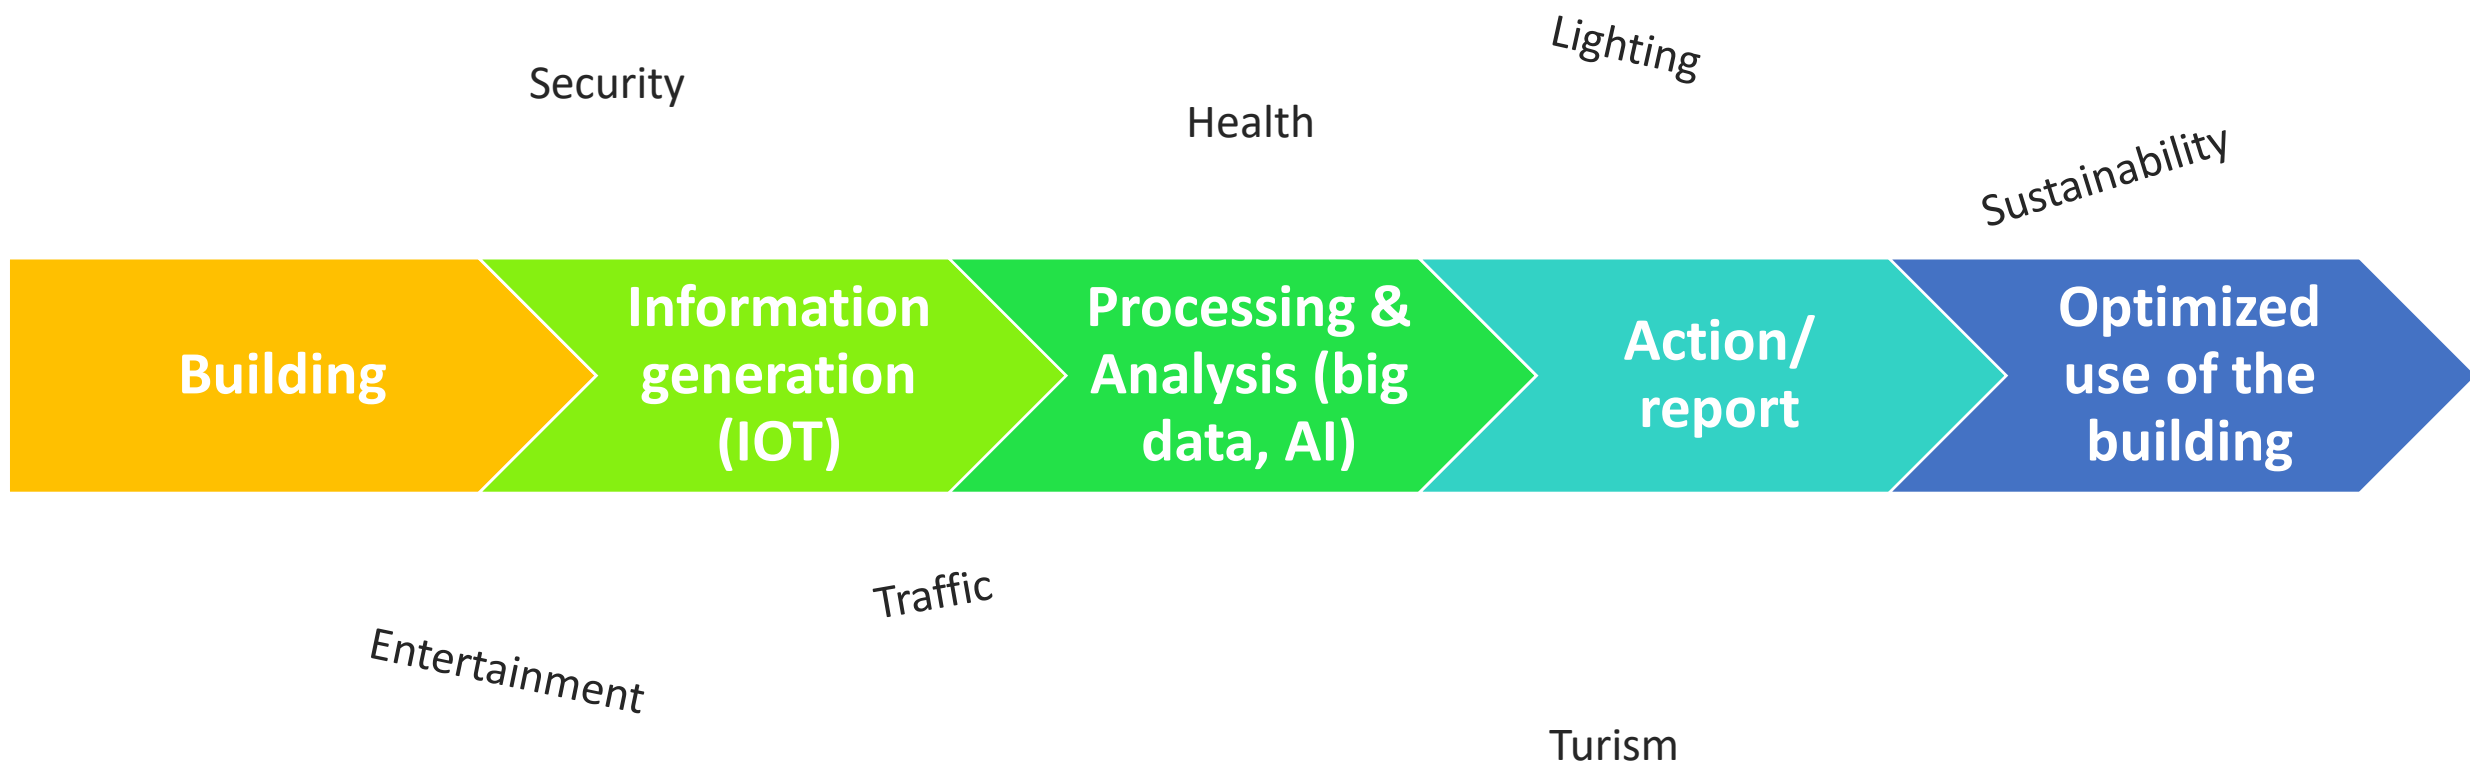 Lighting
Security
Health
Sustainability
Building
Information
generation
(IOT)
Processing &
Analysis (big
data, AI)
Action/
report
Optimized
use of the
building
Traffic
Entertainment
Turism